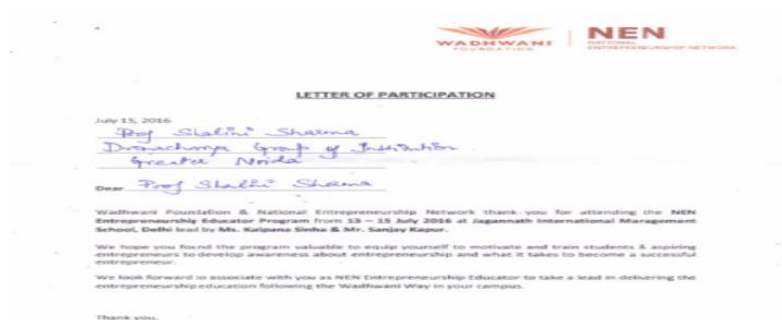 WADHWANI
FOUNDATION
NEN
NATIONAL
ENTREPRENEURSHIP NETWORK
LETTER OF PARTICIPATION
July 15, 2016
Prof Shalini Sharma
Dronacharya Group of Institution
Greater Noida
Dear Prof Shalini Sharma
Wadhwani Foundation & National Entrepreneurship Network thank you for attending the NEN
Entrepreneurship Educator Program from 13 – 15 July 2016 at Jagannath International Management
School, Delhi lead by Ms. Kalpana Sinha & Mr. Sanjay Kapur.
We hope you found the program valuable to equip yourself to motivate and train students & aspiring
entrepreneurs to develop awareness about entrepreneurship and what it takes to become a successful
entrepreneur.
We look forward to associate with you as NEN Entrepreneurship Educator to take a lead in delivering the
entrepreneurship education following the Wadhwani Way in your campus.
Thank you,